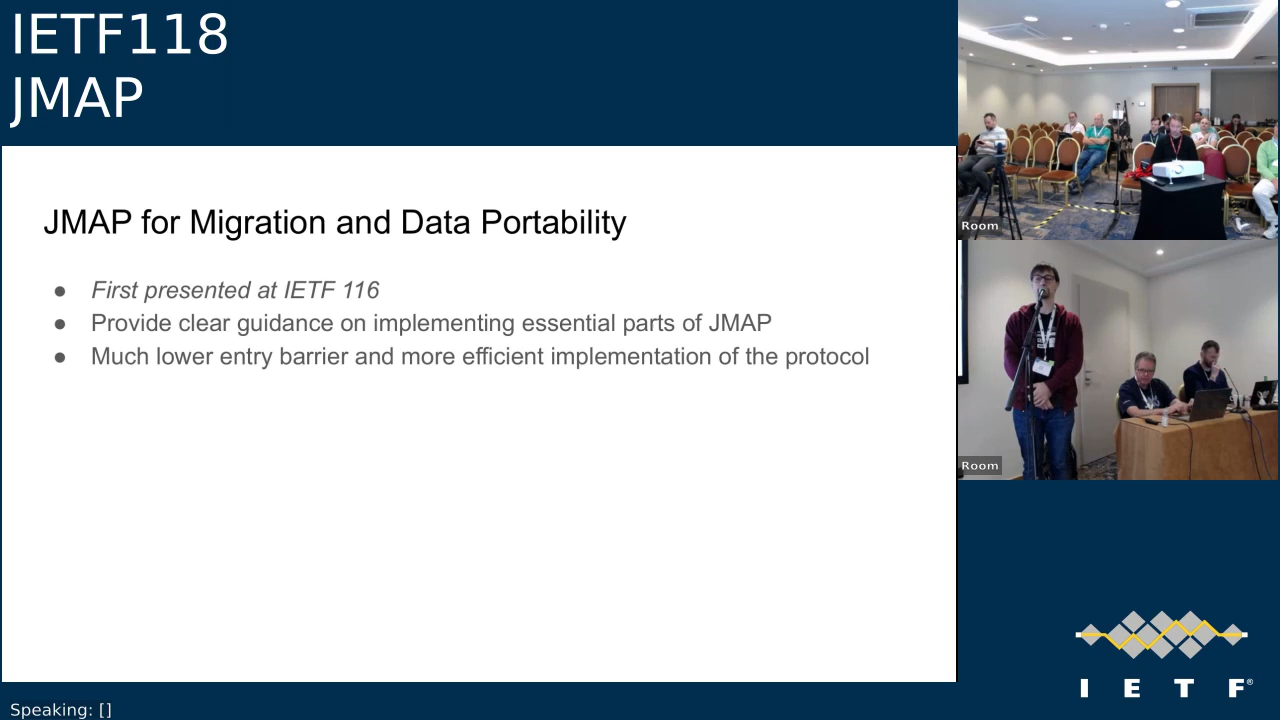 IETF118
JMAP
JMAP for Migration and Data Portability
● First presented at IETF 116
● Provide clear guidance on implementing essential parts of JMAP
● Much lower entry barrier and more efficient implementation of the protocol
Room
Room
I E T F®
Speaking: []